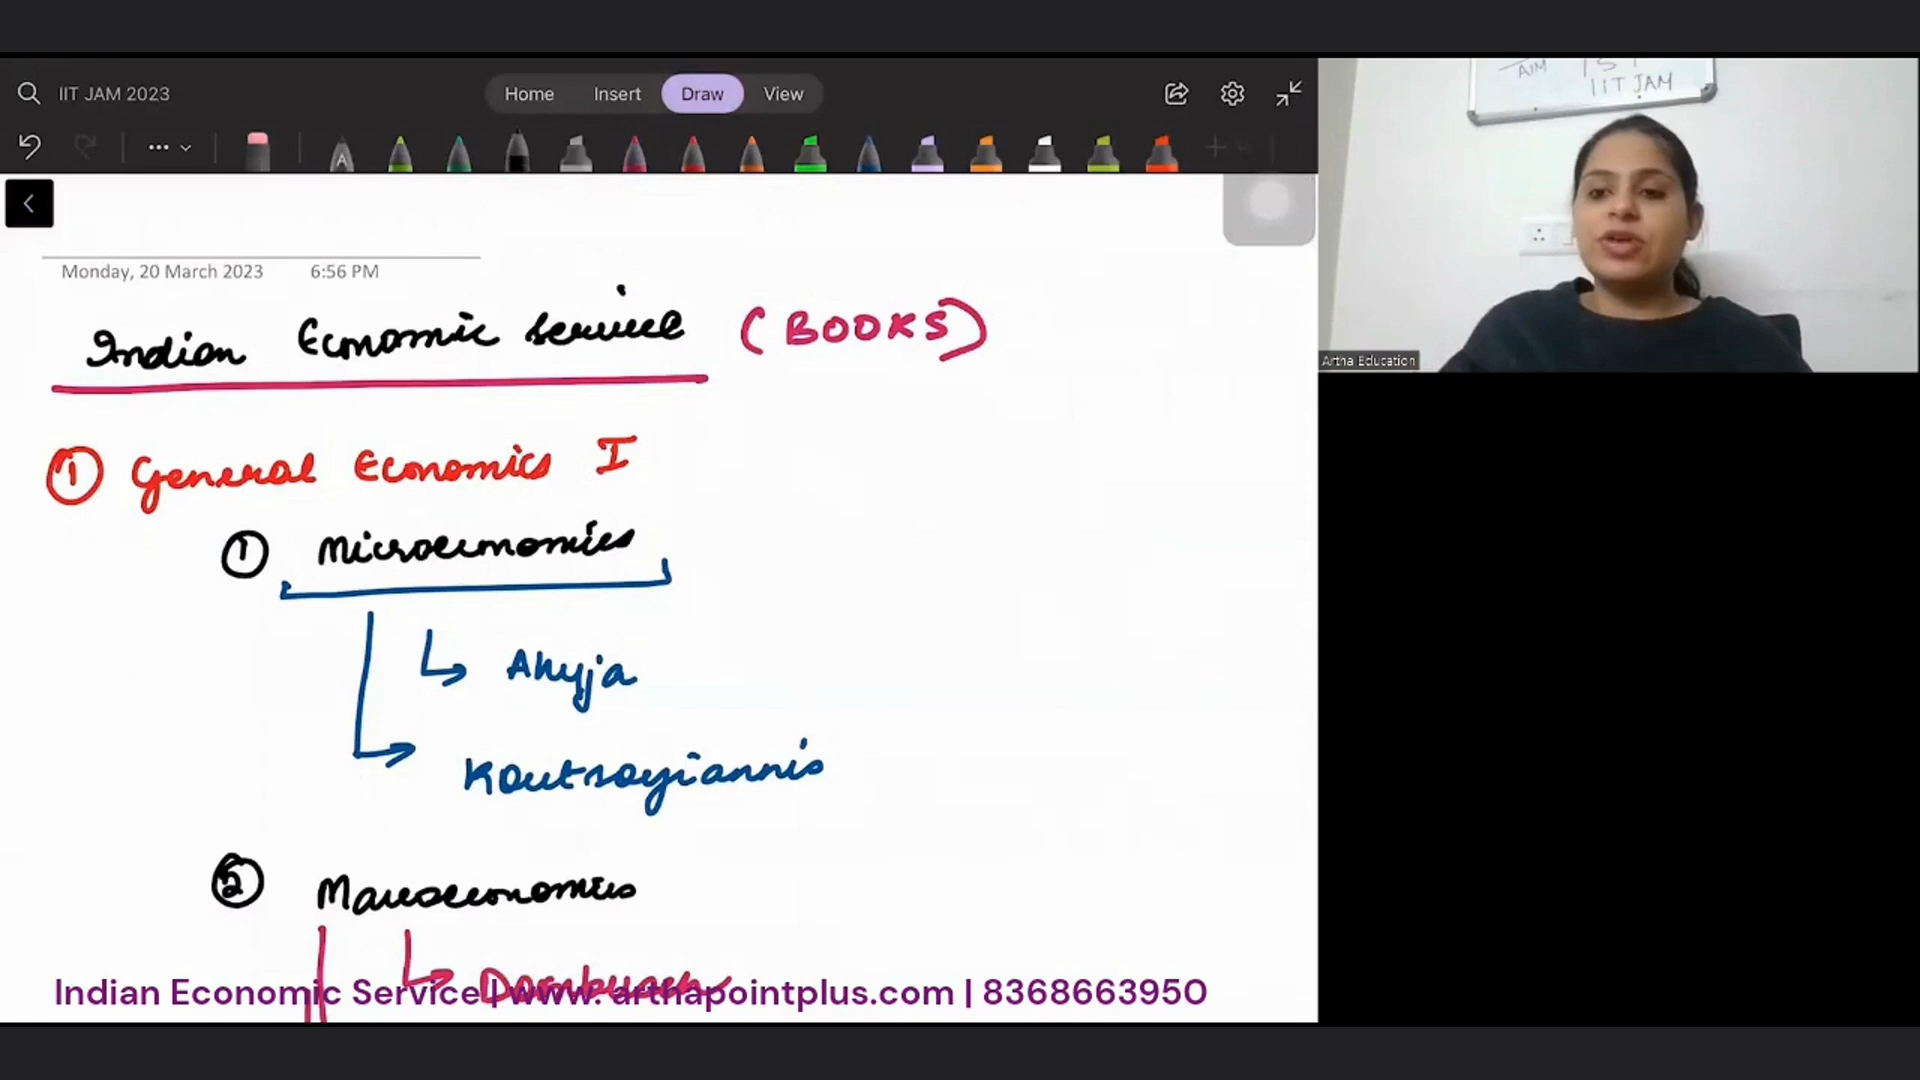 AIM
IIT JAM
IIT JAM 2023
Home Insert Draw View
A
Artha Education
Monday, 20 March 2023 6:56 PM
Indian Economic Service (BOOKS)
① General Economics I
① Microeconomics
Ahuja
Koutsoyiannis
② Macroeconomics
Dornbusch
Indian Economic Service | www. arthapointplus.com | 8368663950